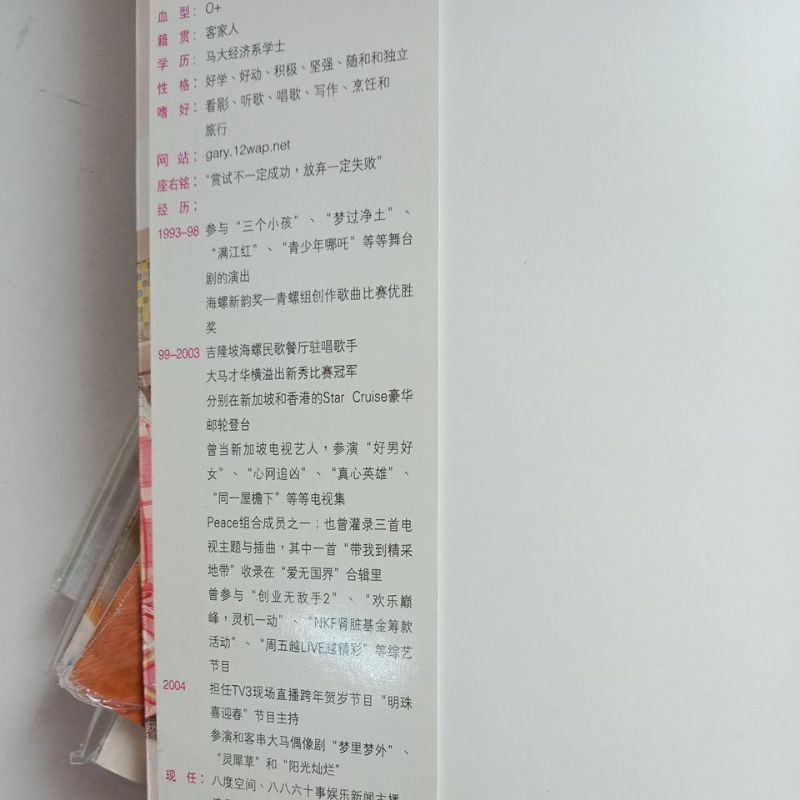 血 型：O+
籍 贯：客家人
学 历：马大经济系学士
性 格：好学、好动、积极、坚强、随和和独立
嗜 好：看影、听歌、唱歌、写作、烹饪和
旅行
网 站：gary.12wap.net
座右铭：“赏试不一定成功，放弃一定失败”
经 历：
1993-98 参与“三个小孩”、“梦过净土”、
“满江红”、“青少年哪吒”等等舞台
剧的演出
海螺新韵奖—青螺组创作歌曲比赛优胜
奖
99-2003 吉隆坡海螺民歌餐厅驻唱歌手
大马才华横溢出新秀比赛冠军
分别在新加坡和香港的Star Cruise豪华
邮轮登台
曾当新加坡电视艺人，参演“好男好
女”、“心网追凶”、“真心英雄”、
“同一屋檐下”等等电视集
Peace组合成员之一；也曾灌录三首电
视主题与插曲，其中一首“带我到精采
地带”收录在“爱无国界”合辑里
曾参与“创业无敌手2”、“欢乐巅
峰，灵机一动”、“NKF肾脏基金筹款
活动”、“周五越LIVE越精彩”等综艺
节目
2004 担任TV3现场直播跨年贺岁节目“明珠
喜迎春”节目主持
参演和客串大马偶像剧“梦里梦外”、
“灵犀草”和“阳光灿烂”
现 任：八度空间、八八六十事娱乐新闻主播